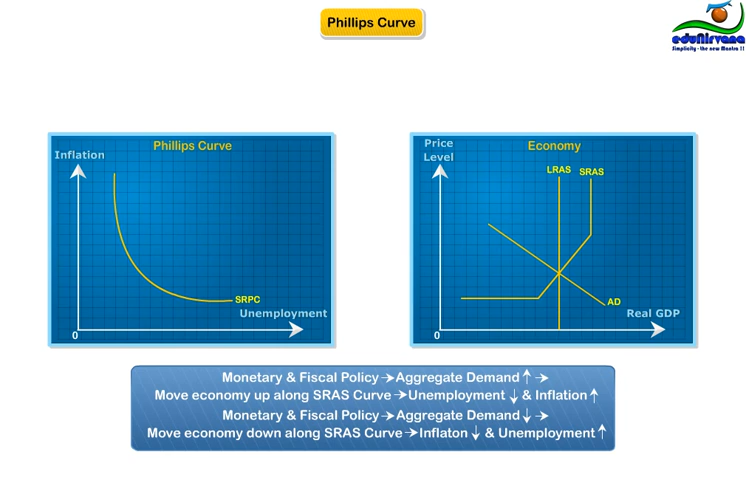 Phillips Curve
eduNirvana
Simplicity - the new Mantra !!
Phillips Curve
Inflation
SRPC
Unemployment
0
Economy
Price
Level
LRAS SRAS
AD
Real GDP
0
Monetary & Fiscal Policy → Aggregate Demand ↑ →
Move economy up along SRAS Curve → Unemployment ↓ & Inflation ↑
Monetary & Fiscal Policy → Aggregate Demand ↓ →
Move economy down along SRAS Curve → Inflaton ↓ & Unemployment ↑